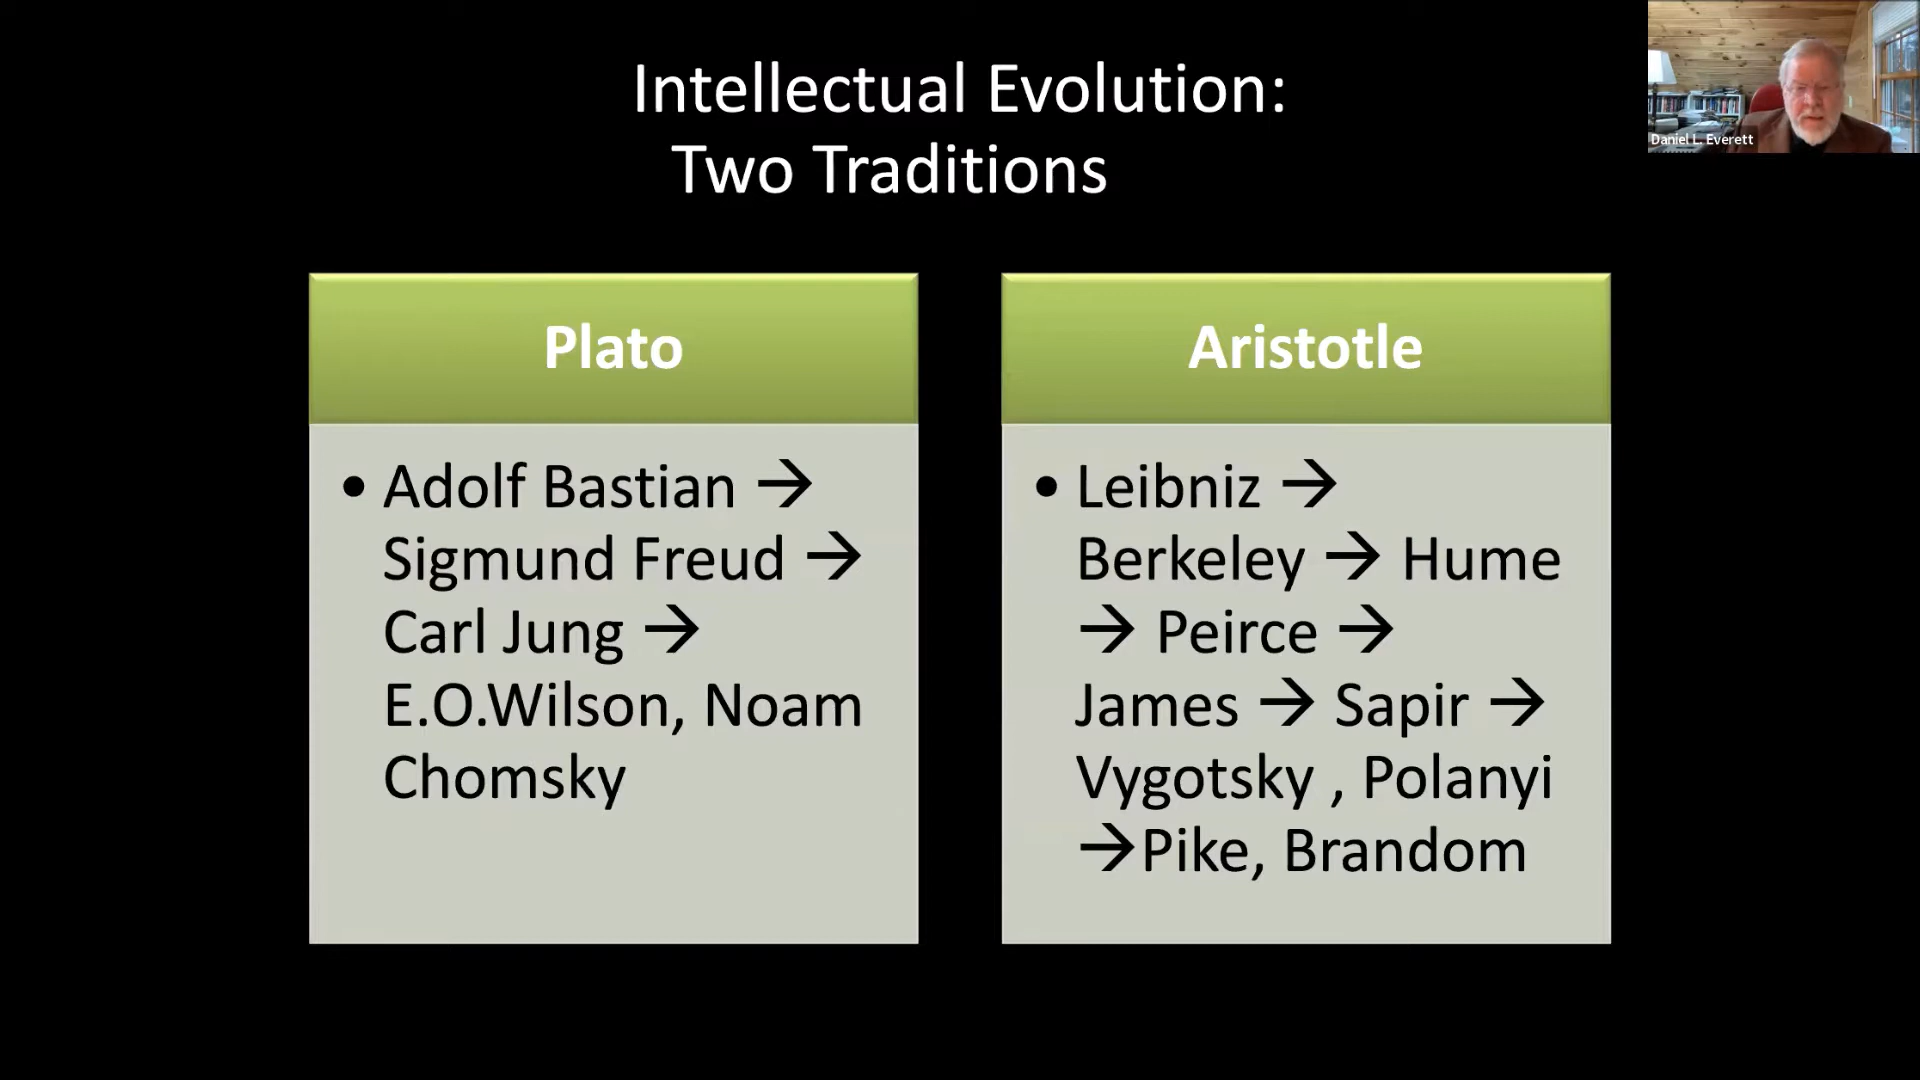 Intellectual Evolution:
Two Traditions
Daniel L. Everett
Plato
• Adolf Bastian →
Sigmund Freud →
Carl Jung →
E.O.Wilson, Noam
Chomsky
Aristotle
• Leibniz →
Berkeley → Hume
→ Peirce →
James → Sapir →
Vygotsky , Polanyi
→Pike, Brandom